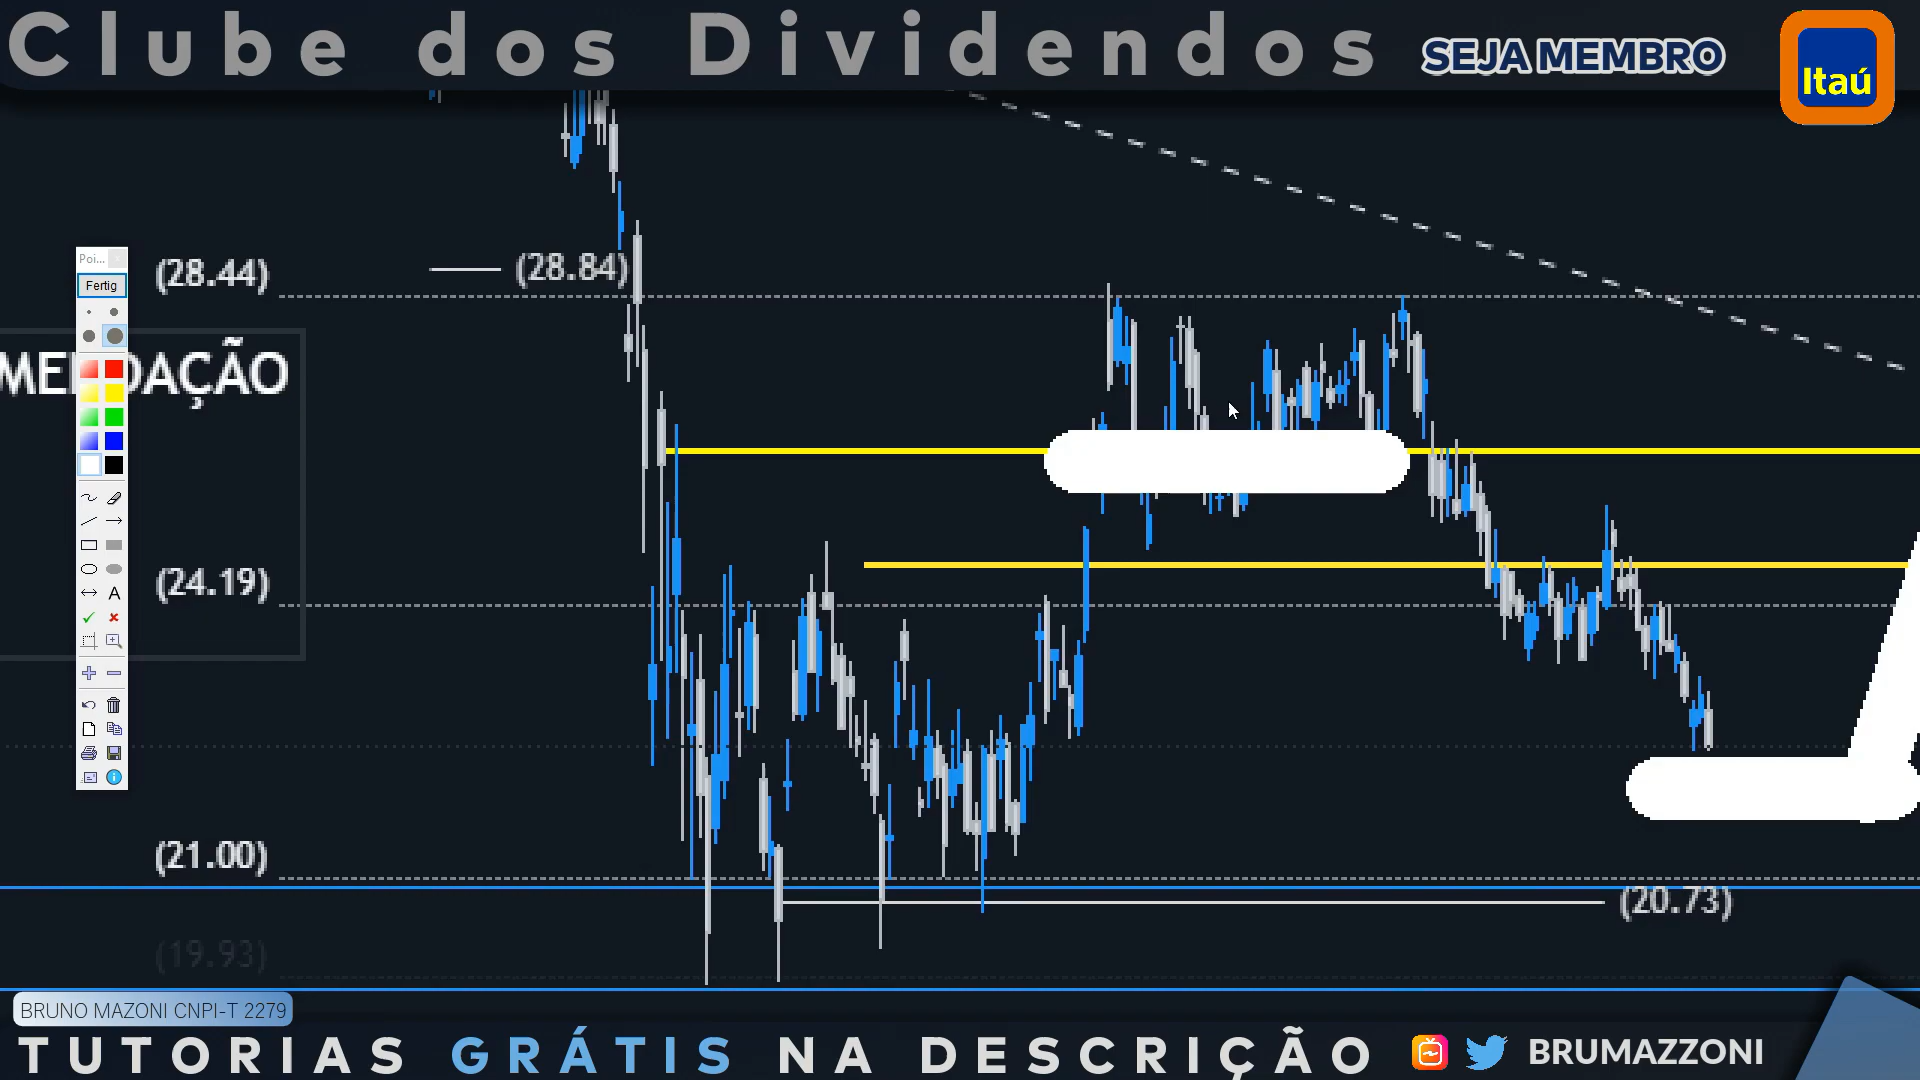 Clube dos Dividendos
SEJA MEMBRO
Itaú
Poi...
Fertig
(28.44)
(28.84)
DAÇÃO
A
(24.19)
(21.00)
(20.73)
(19.93)
BRUNO MAZONI CNPI-T 2279
TUTORIAS GRÁTIS NA DESCRIÇÃO
BRUMAZZONI